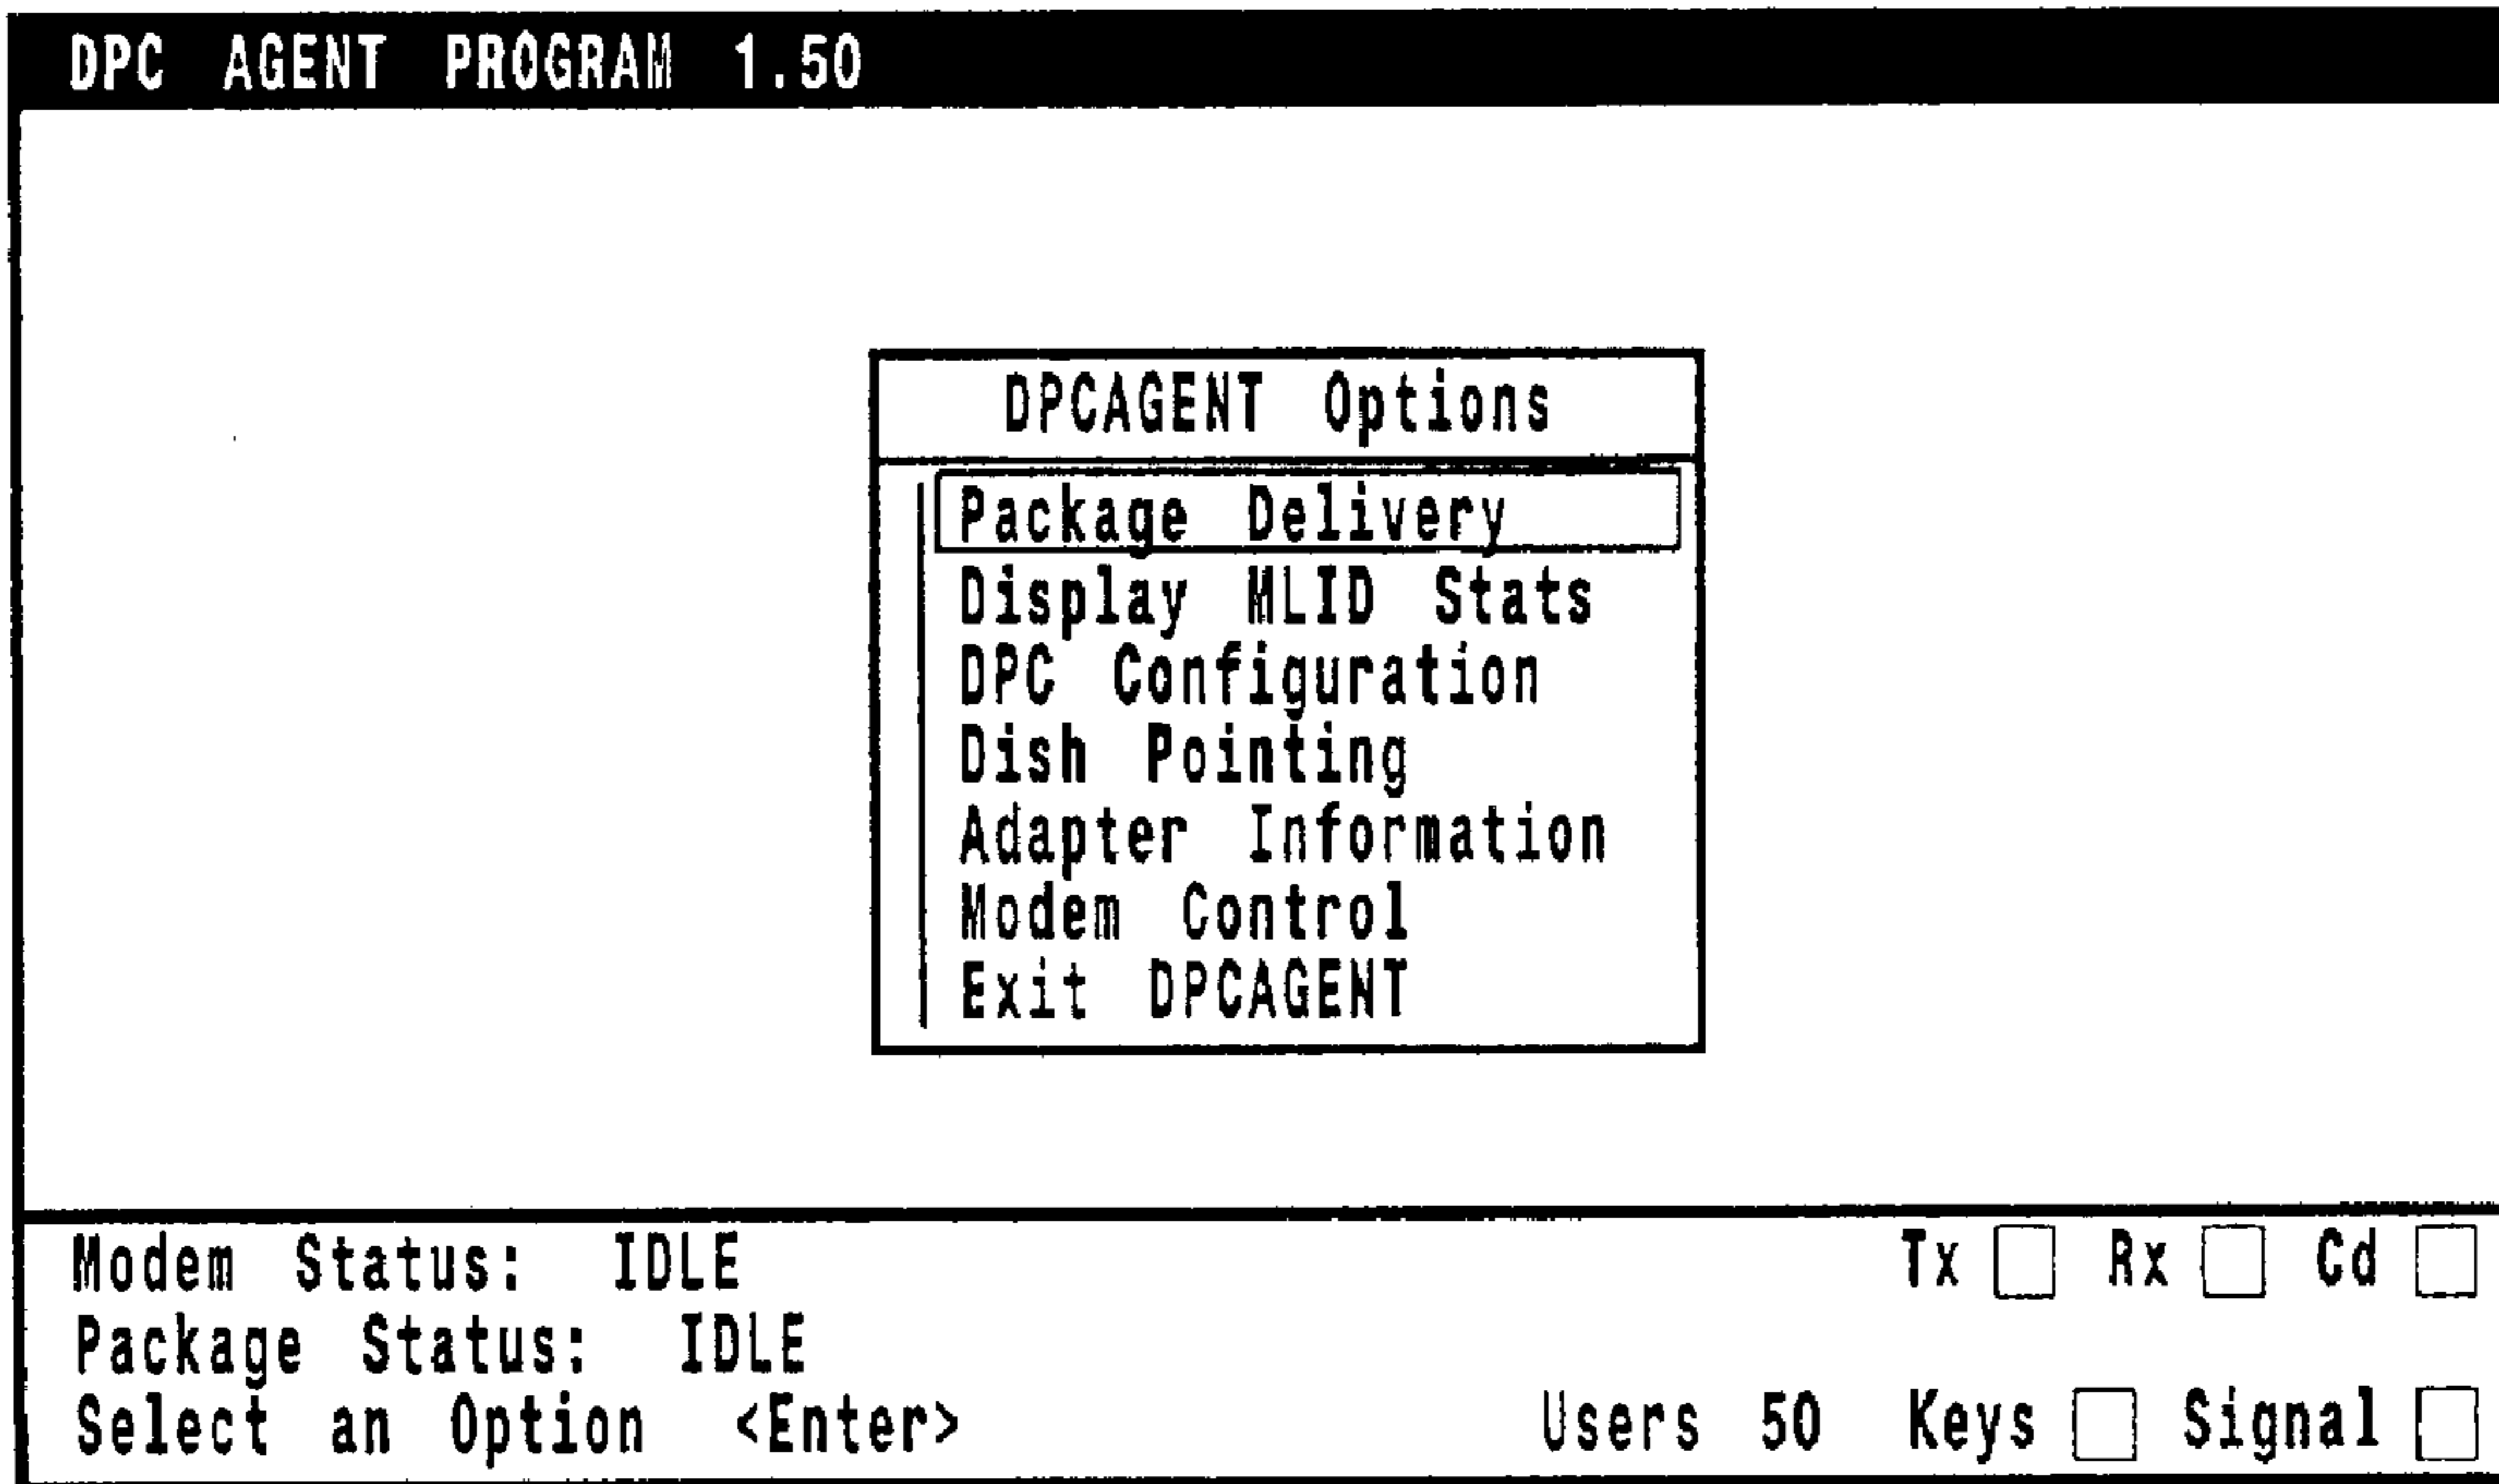 DPC AGENT PROGRAM 1.50
DPCAGENT Options
Package Delivery
Display MLID Stats
DPC Configuration
Dish Pointing
Adapter Information
Modem Control
Exit DPCAGENT
Modem Status: IDLE Tx Rx Cd
Package Status: IDLE
Select an Option <Enter> Users 50 Keys Signal